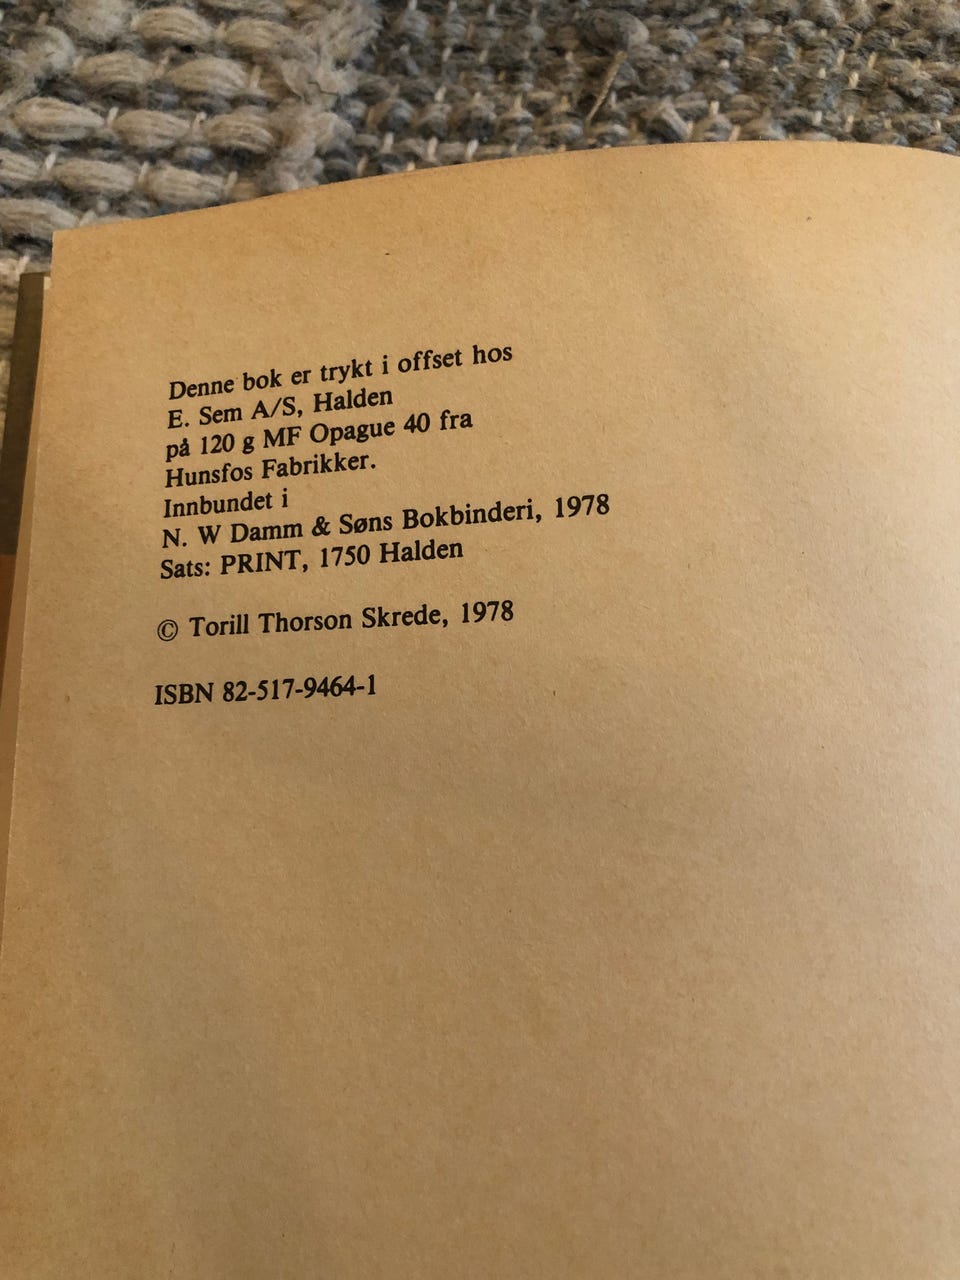 Denne bok er trykt i offset hos
E. Sem A/S, Halden
på 120 g MF Opague 40 fra
Hunsfos Fabrikker.
Innbundet i
N. W Damm & Søns Bokbinderi, 1978
Sats: PRINT, 1750 Halden
© Torill Thorson Skrede, 1978
ISBN 82-517-9464-1